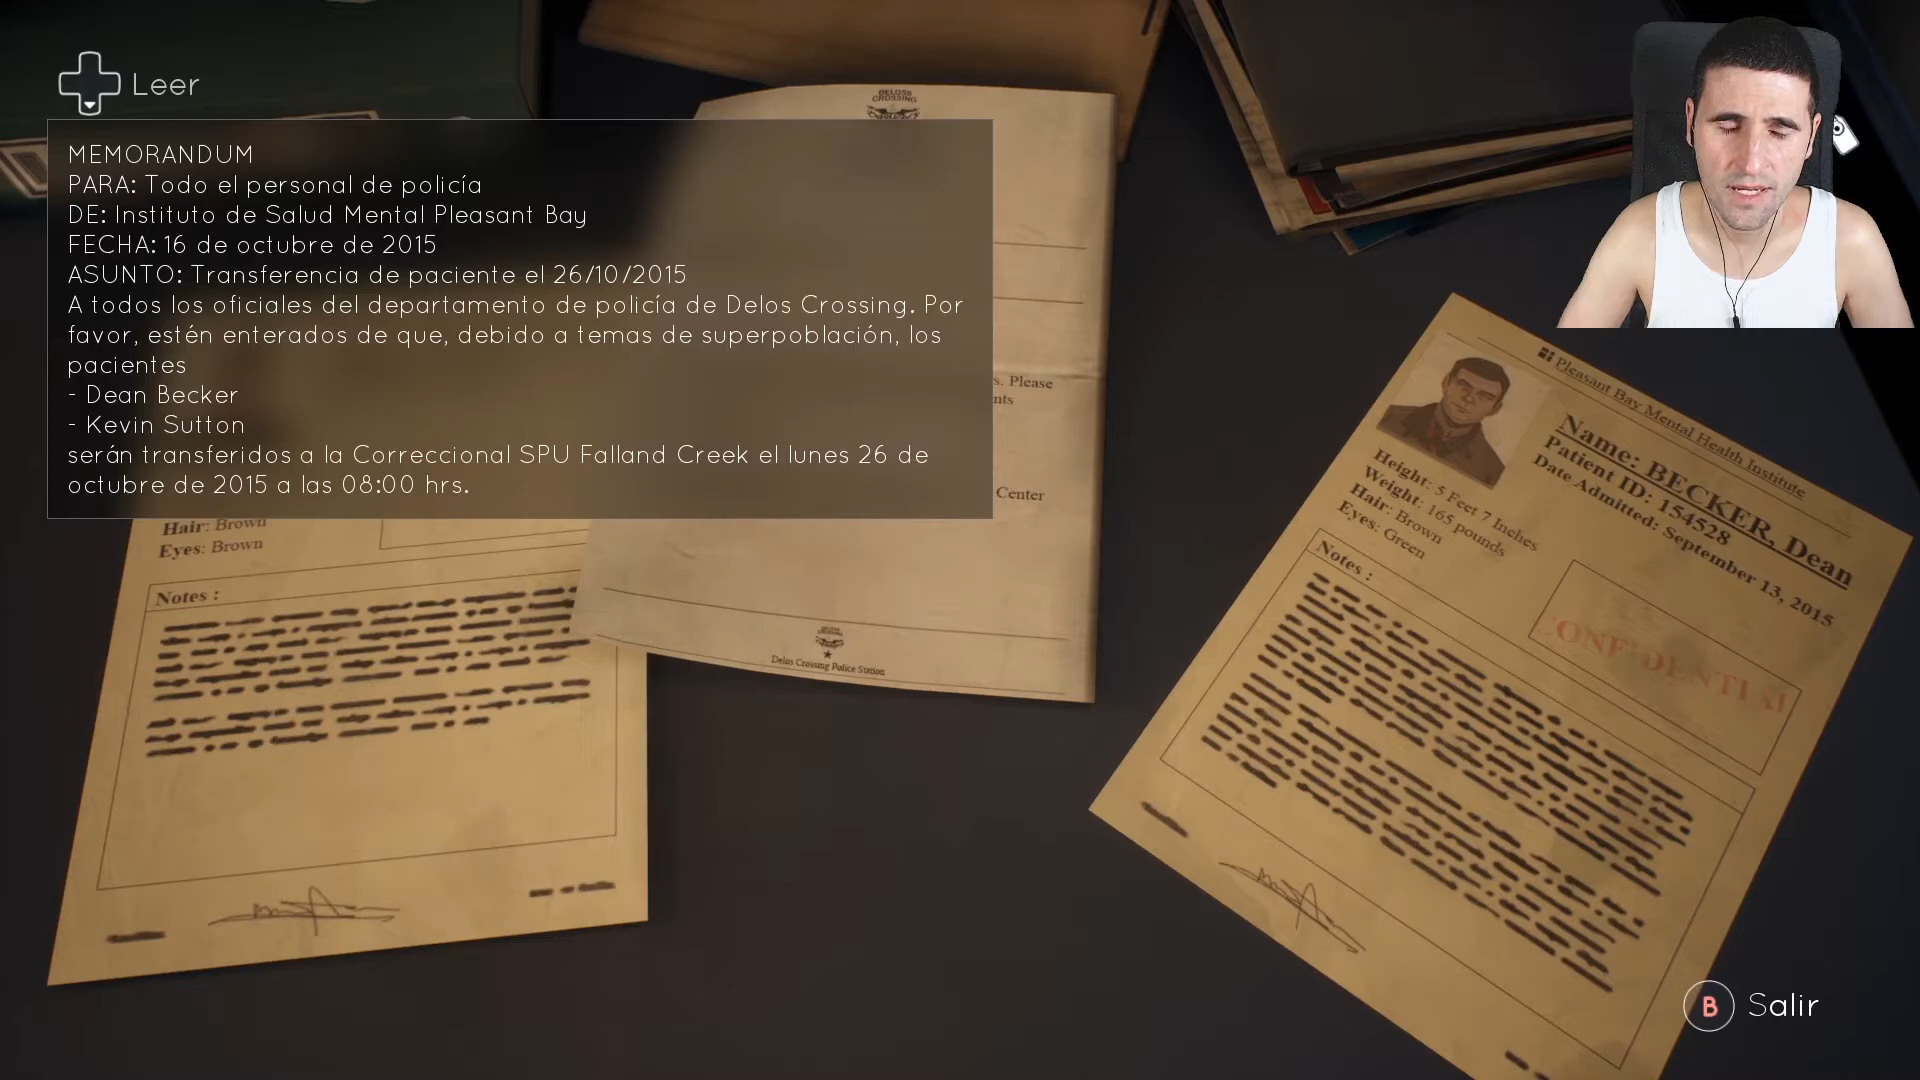 Leer
MEMORANDUM
PARA: Todo el personal de policía
DE: Instituto de Salud Mental Pleasant Bay
FECHA: 16 de octubre de 2015
ASUNTO: Transferencia de paciente el 26/10/2015
A todos los oficiales del departamento de policía de Delos Crossing. Por
favor, estén enterados de que, debido a temas de superpoblación, los
pacientes
- Dean Becker
- Kevin Sutton
serán transferidos a la Correccional SPU Falland Creek el lunes 26 de
octubre de 2015 a las 08:00 hrs.
DELOSS
CROSSING
s. Please
nts
Center
Delos Crossing Police Station
Hair: Brown
Eyes: Brown
Notes :
Pleasant Bay Mental Health Institute
Name: BECKER, Dean
Patient ID: 154528
Date Admitted: September 13, 2015
Height: 5 Feet 7 Inches
Weight: 165 pounds
Hair: Brown
Eyes: Green
Notes :
CONFIDENTIAL
B Salir